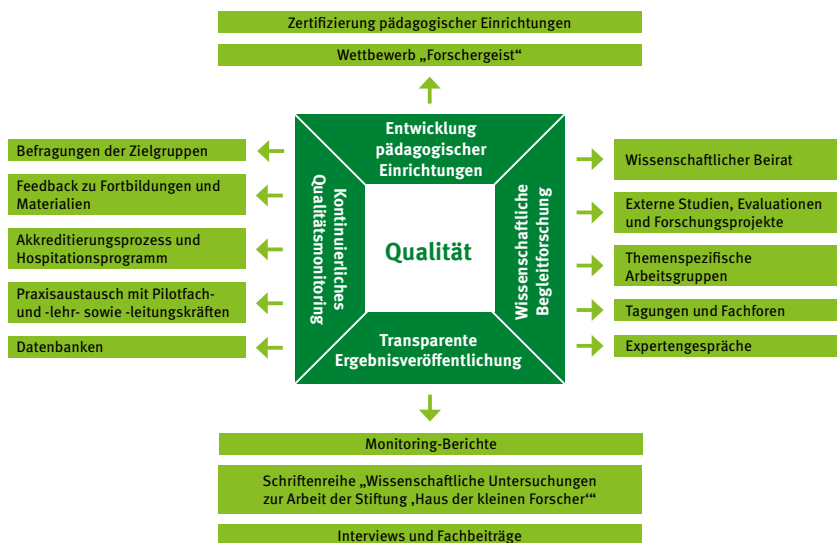 Zertifizierung pädagogischer Einrichtungen
Wettbewerb „Forschergeist“
Entwicklung
pädagogischer
Einrichtungen
Befragungen der Zielgruppen
Feedback zu Fortbildungen und
Materialien
Akkreditierungsprozess und
Hospitationsprogramm
Praxisaustausch mit Pilotfach-
und -lehr- sowie -leitungskräften
Datenbanken
Kontinuierliches
Qualitätsmonitoring
Qualität
Wissenschaftliche
Begleitforschung
Wissenschaftlicher Beirat
Externe Studien, Evaluationen
und Forschungsprojekte
Themenspezifische
Arbeitsgruppen
Tagungen und Fachforen
Expertengespräche
Transparente
Ergebnisveröffentlichung
Monitoring-Berichte
Schriftenreihe „Wissenschaftliche Untersuchungen
zur Arbeit der Stiftung ‚Haus der kleinen Forscher‘“
Interviews und Fachbeiträge